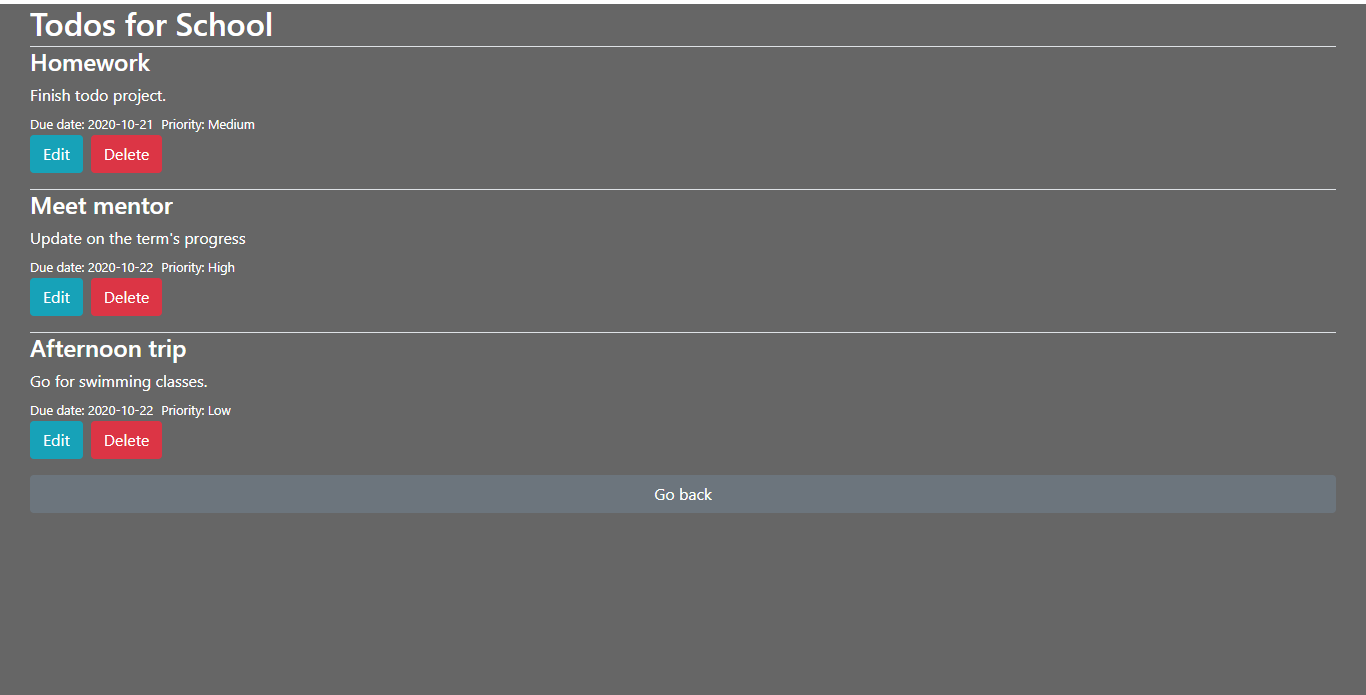 Todos for School
Homework
Finish todo project.
Due date: 2020-10-21 Priority: Medium
Edit Delete
Meet mentor
Update on the term's progress
Due date: 2020-10-22 Priority: High
Edit Delete
Afternoon trip
Go for swimming classes.
Due date: 2020-10-22 Priority: Low
Edit Delete
Go back